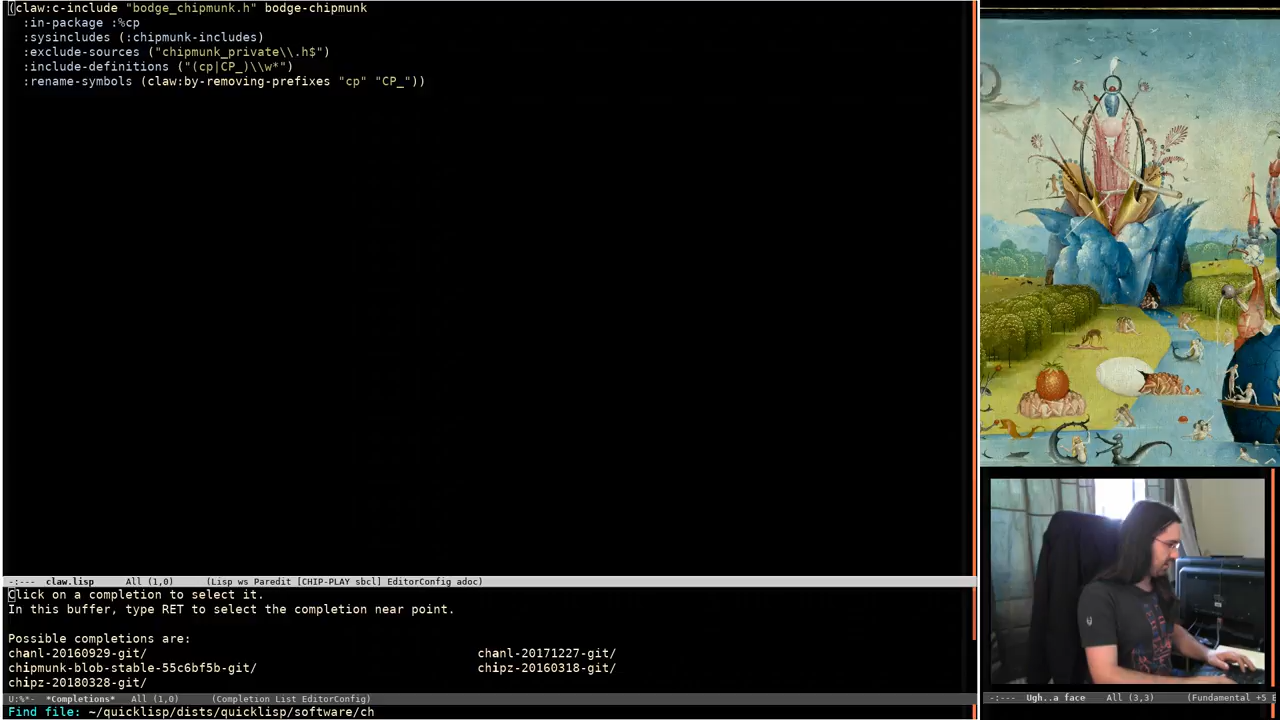 (claw:c-include "bodge_chipmunk.h" bodge-chipmunk
  :in-package :%cp
  :sysincludes (:chipmunk-includes)
  :exclude-sources ("chipmunk_private\\.h$")
  :include-definitions ("(cp|CP_)\\w*")
  :rename-symbols (claw:by-removing-prefixes "cp" "CP_"))
-:---  claw.lisp      All (1,0)     (Lisp ws Paredit [CHIP-PLAY sbcl] EditorConfig adoc)
Click on a completion to select it.
In this buffer, type RET to select the completion near point.
Possible completions are:
chanl-20160929-git/    chanl-20171227-git/
chipmunk-blob-stable-55c6bf5b-git/    chipz-20160318-git/
chipz-20180328-git/
U:%*-  *Completions*   All (1,0)     (Completion List EditorConfig)
-:---  Ugh..a face    All (3,3)     (Fundamental +5 E
Find file: ~/quicklisp/dists/quicklisp/software/ch